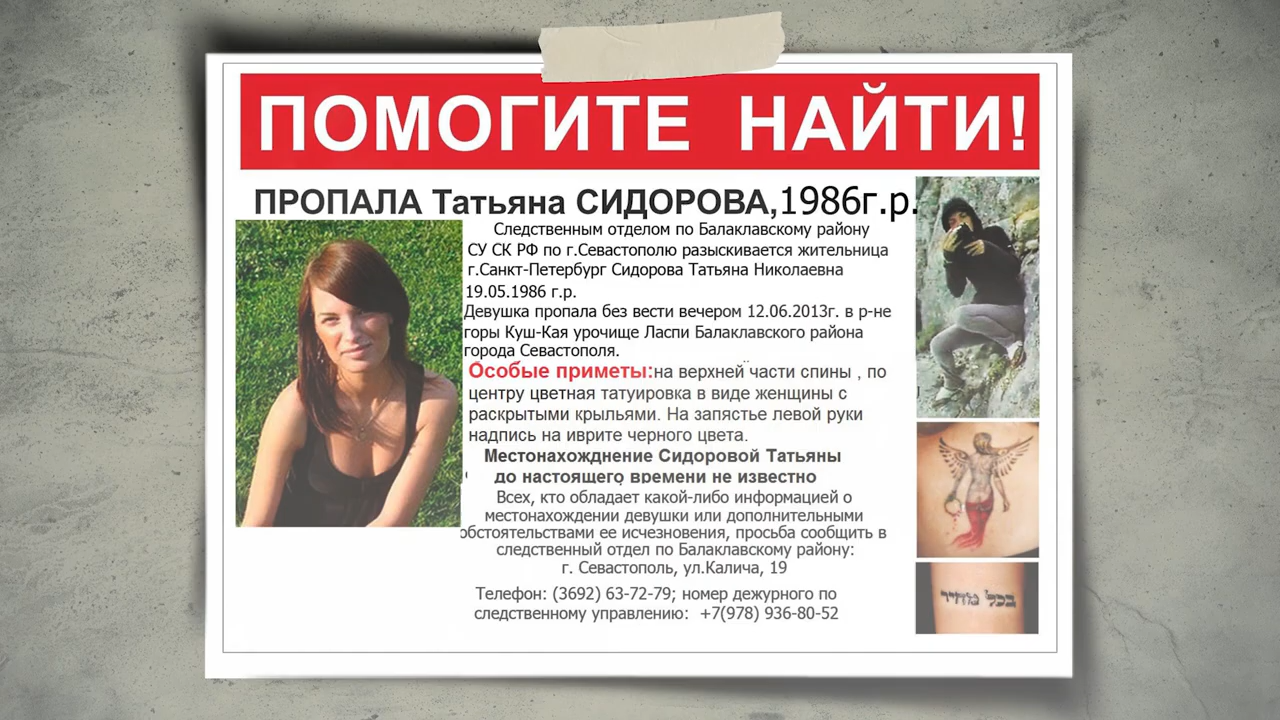 ПОМОГИТЕ НАЙТИ!
ПРОПАЛА Татьяна СИДОРОВА,1986г.р.
Следственным отделом по Балаклавскому району
СУ СК РФ по г.Севастополю разыскивается жительница
г.Санкт-Петербург Сидорова Татьяна Николаевна
19.05.1986 г.р.
Девушка пропала без вести вечером 12.06.2013г. в р-не
горы Куш-Кая урочище Ласпи Балаклавского района
города Севастополя.
Особые приметы:на верхней части спины , по
центру цветная татуировка в виде женщины с
раскрытыми крыльями. На запястье левой руки
надпись на иврите черного цвета.
Местонахождение Сидоровой Татьяны
до настоящего времени не известно
Всех, кто обладает какой-либо информацией о
местонахождении девушки или дополнительными
обстоятельствами ее исчезновения, просьба сообщить в
следственный отдел по Балаклавскому району:
г. Севастополь, ул.Калича, 19
Телефон: (3692) 63-72-79; номер дежурного по
следственному управлению: +7(978) 936-80-52
בכל מחיר